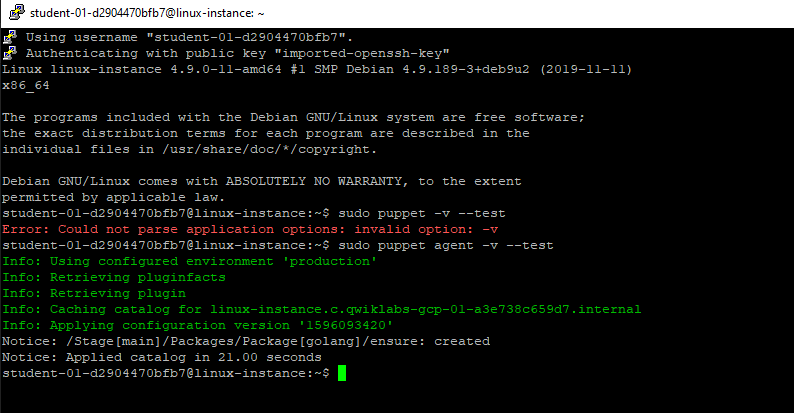 student-01-d2904470bfb7@linux-instance: ~
Using username "student-01-d2904470bfb7".
Authenticating with public key "imported-openssh-key"
Linux linux-instance 4.9.0-11-amd64 #1 SMP Debian 4.9.189-3+deb9u2 (2019-11-11)
x86_64
The programs included with the Debian GNU/Linux system are free software;
the exact distribution terms for each program are described in the
individual files in /usr/share/doc/*/copyright.
Debian GNU/Linux comes with ABSOLUTELY NO WARRANTY, to the extent
permitted by applicable law.
student-01-d2904470bfb7@linux-instance:~$ sudo puppet -v --test
Error: Could not parse application options: invalid option: -v
student-01-d2904470bfb7@linux-instance:~$ sudo puppet agent -v --test
Info: Using configured environment 'production'
Info: Retrieving pluginfacts
Info: Retrieving plugin
Info: Caching catalog for linux-instance.c.qwiklabs-gcp-01-a3e738c659d7.internal
Info: Applying configuration version '1596093420'
Notice: /Stage[main]/Packages/Package[golang]/ensure: created
Notice: Applied catalog in 21.00 seconds
student-01-d2904470bfb7@linux-instance:~$